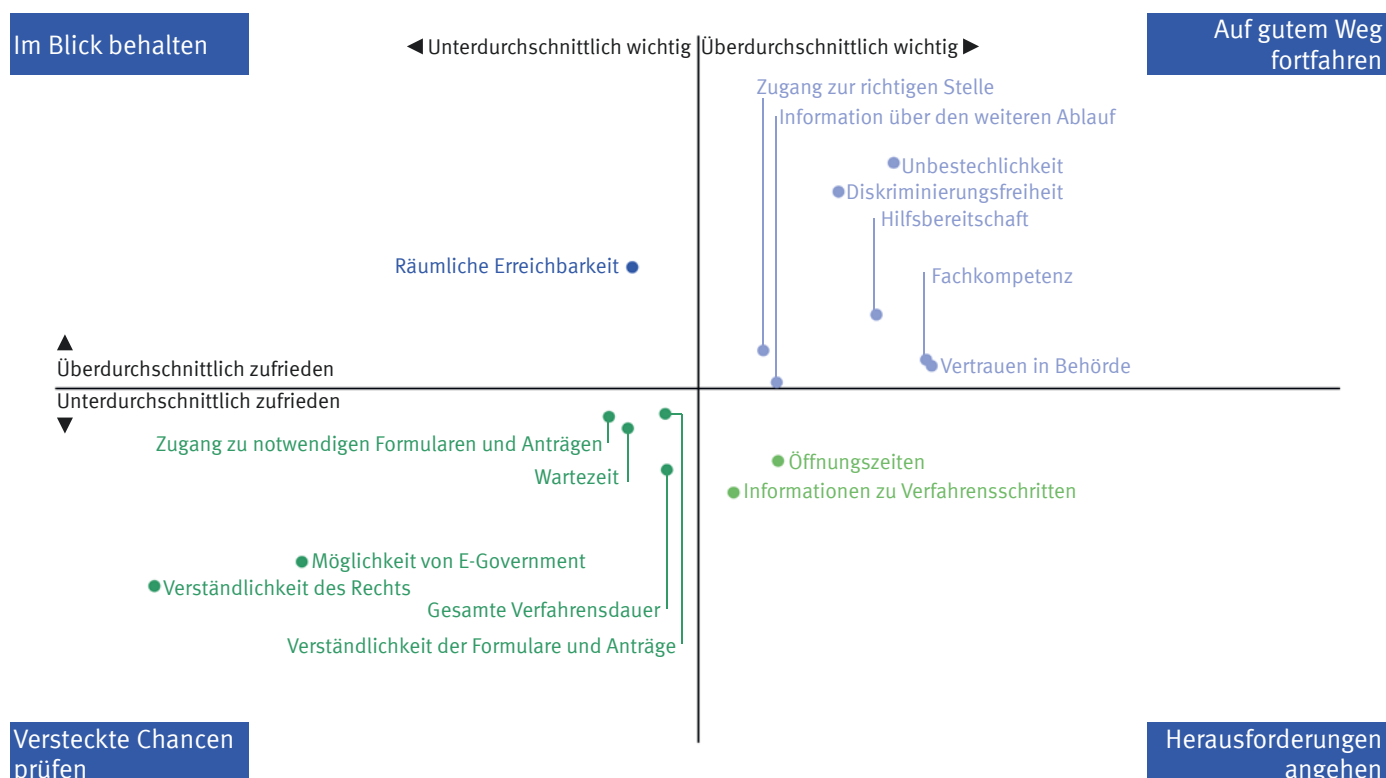 Im Blick behalten
◀ Unterdurchschnittlich wichtig
Überdurchschnittlich wichtig ▶
Auf gutem Weg
fortfahren
Zugang zur richtigen Stelle
Information über den weiteren Ablauf
Unbestechlichkeit
Diskriminierungsfreiheit
Hilfsbereitschaft
Räumliche Erreichbarkeit
Fachkompetenz
▲
Überdurchschnittlich zufrieden
Vertrauen in Behörde
Unterdurchschnittlich zufrieden
▼
Zugang zu notwendigen Formularen und Anträgen
Wartezeit
Öffnungszeiten
Informationen zu Verfahrensschritten
Möglichkeit von E-Government
Verständlichkeit des Rechts
Gesamte Verfahrensdauer
Verständlichkeit der Formulare und Anträge
Versteckte Chancen
prüfen
Herausforderungen
angehen